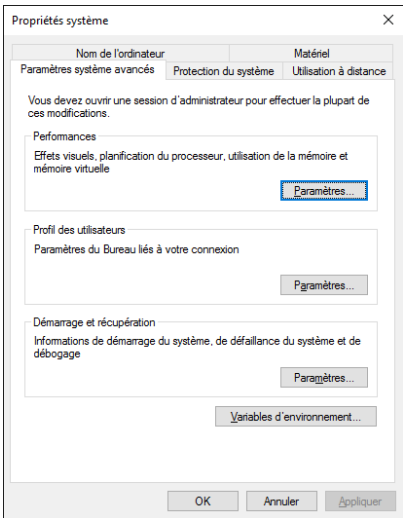 Propriétés système
Nom de l'ordinateur Matériel
Paramètres système avancés Protection du système Utilisation à distance
Vous devez ouvrir une session d'administrateur pour effectuer la plupart de
ces modifications.
Performances
Effets visuels, planification du processeur, utilisation de la mémoire et
mémoire virtuelle
Paramètres...
Profil des utilisateurs
Paramètres du Bureau liés à votre connexion
Paramètres...
Démarrage et récupération
Informations de démarrage du système, de défaillance du système et de
débogage
Paramètres...
Variables d'environnement...
OK Annuler Appliquer